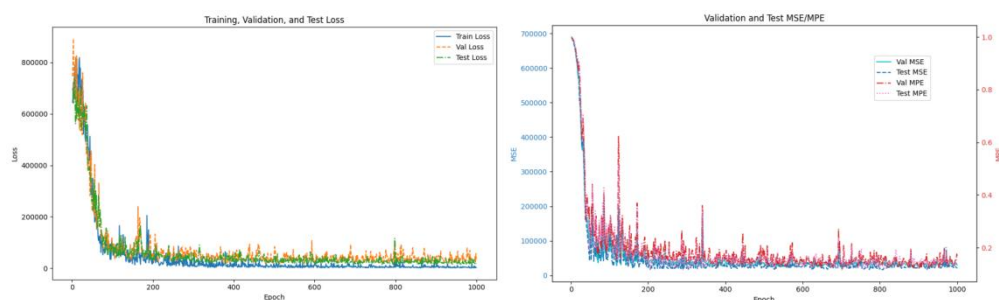 Training, Validation, and Test Loss
Train Loss
Val Loss
Test Loss
800000
600000
400000
200000
0
Loss
0 200 400 600 800 1000
Epoch
Validation and Test MSE/MPE
Val MSE
Test MSE
Val MPE
Test MPE
700000
600000
500000
400000
300000
200000
100000
0
MSE
1.0
0.8
0.6
0.4
0.2
MPE
0 200 400 600 800 1000
Epoch